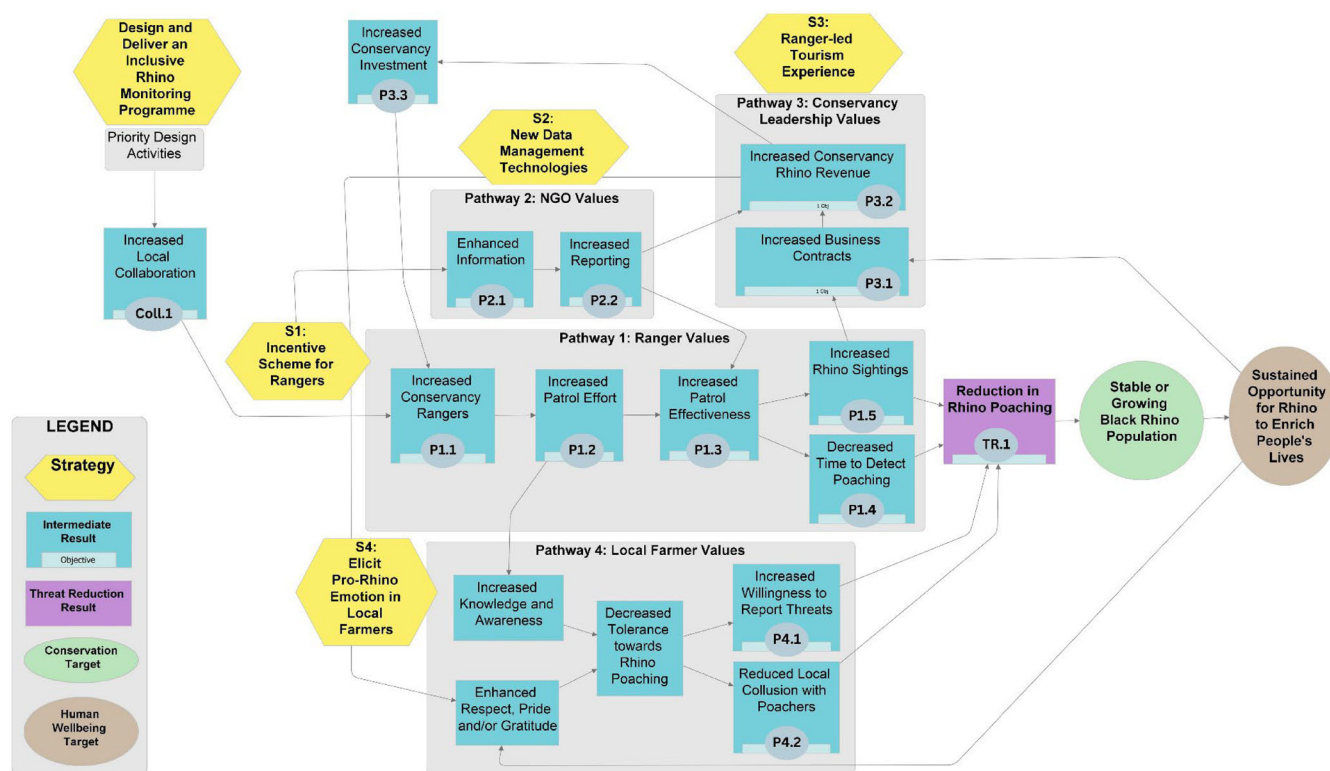 Design and
Deliver an
Inclusive
Rhino
Monitoring
Programme
Priority Design
Activities
Increased
Local
Collaboration
Coll.1
Increased
Conservancy
Investment
P3.3
S1:
Incentive
Scheme for
Rangers
S2:
New Data
Management
Technologies
S3:
Ranger-led
Tourism
Experience
Pathway 3: Conservancy
Leadership Values
Increased Conservancy
Rhino Revenue
1 Obj
P3.2
Increased Business
Contracts
1 Obj
P3.1
Pathway 2: NGO Values
Enhanced
Information
P2.1
Increased
Reporting
P2.2
Pathway 1: Ranger Values
Increased
Conservancy
Rangers
P1.1
Increased
Patrol Effort
P1.2
Increased
Patrol
Effectiveness
P1.3
Increased
Rhino Sightings
P1.5
Decreased
Time to Detect
Poaching
P1.4
Reduction in
Rhino Poaching
TR.1
Stable or
Growing
Black Rhino
Population
Sustained
Opportunity
for Rhino
to Enrich
People's
Lives
S4:
Elicit
Pro-Rhino
Emotion in
Local
Farmers
Pathway 4: Local Farmer Values
Increased
Knowledge and
Awareness
Enhanced
Respect, Pride
and/or Gratitude
Decreased
Tolerance
towards
Rhino
Poaching
Increased
Willingness to
Report Threats
P4.1
Reduced Local
Collusion with
Poachers
P4.2
LEGEND
Strategy
Intermediate
Result
Objective
Threat Reduction
Result
Conservation
Target
Human
Wellbeing
Target